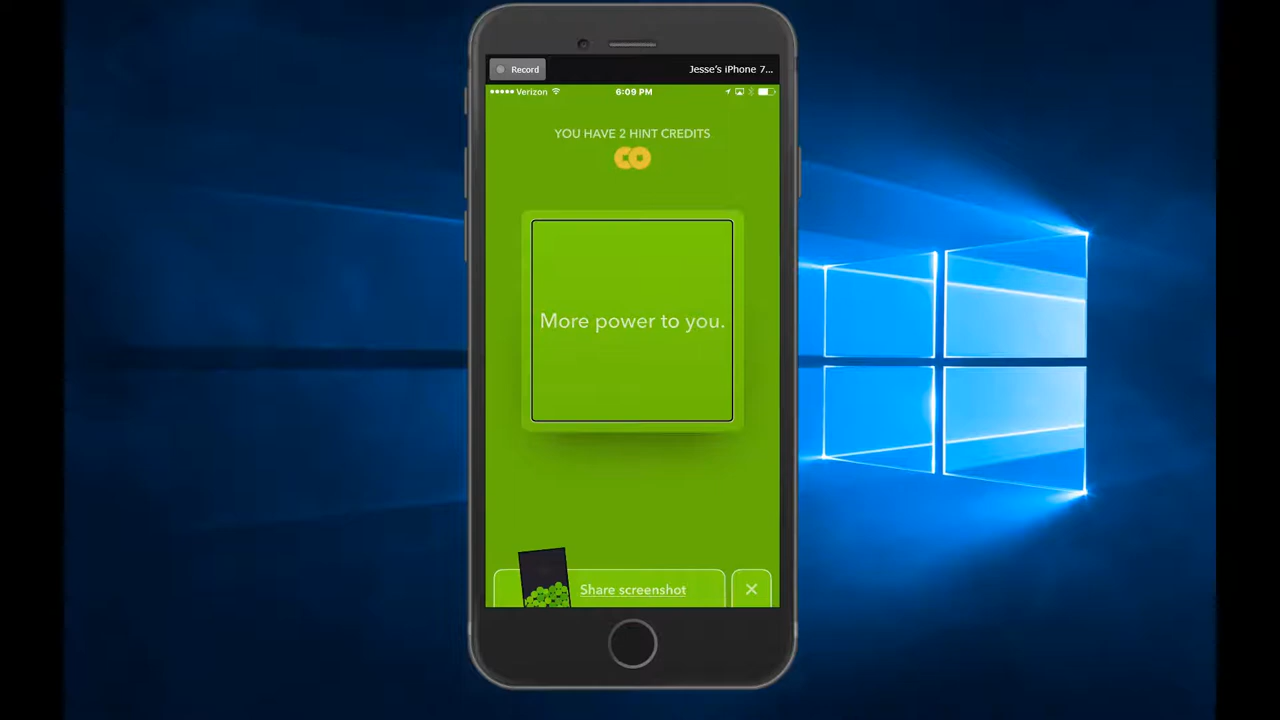 Record
Jesse's iPhone 7...
Verizon
6:09 PM
YOU HAVE 2 HINT CREDITS
More power to you.
Share screenshot